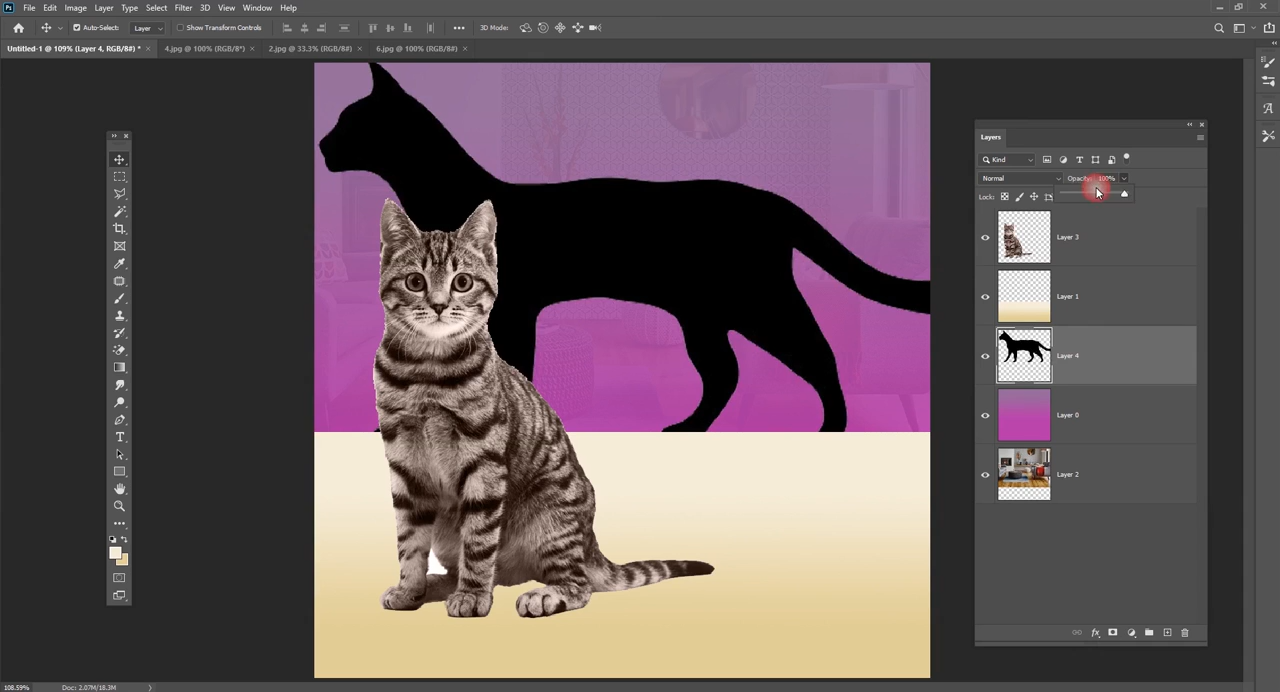 Ps File Edit Image Layer Type Select Filter 3D View Window Help
Auto-Select: Layer Show Transform Controls 3D Mode:
Untitled-1 @ 109% (Layer 4, RGB/8#) * × 4.jpg @ 100% (RGB/8*) × 2.jpg @ 33.3% (RGB/8#) × 6.jpg @ 100% (RGB/8#) ×
Layers
Kind
Normal Opacity: 100%
Lock:
Layer 3
Layer 1
Layer 4
Layer 0
Layer 2
fx
108.59% Doc: 2.07M/18.3M